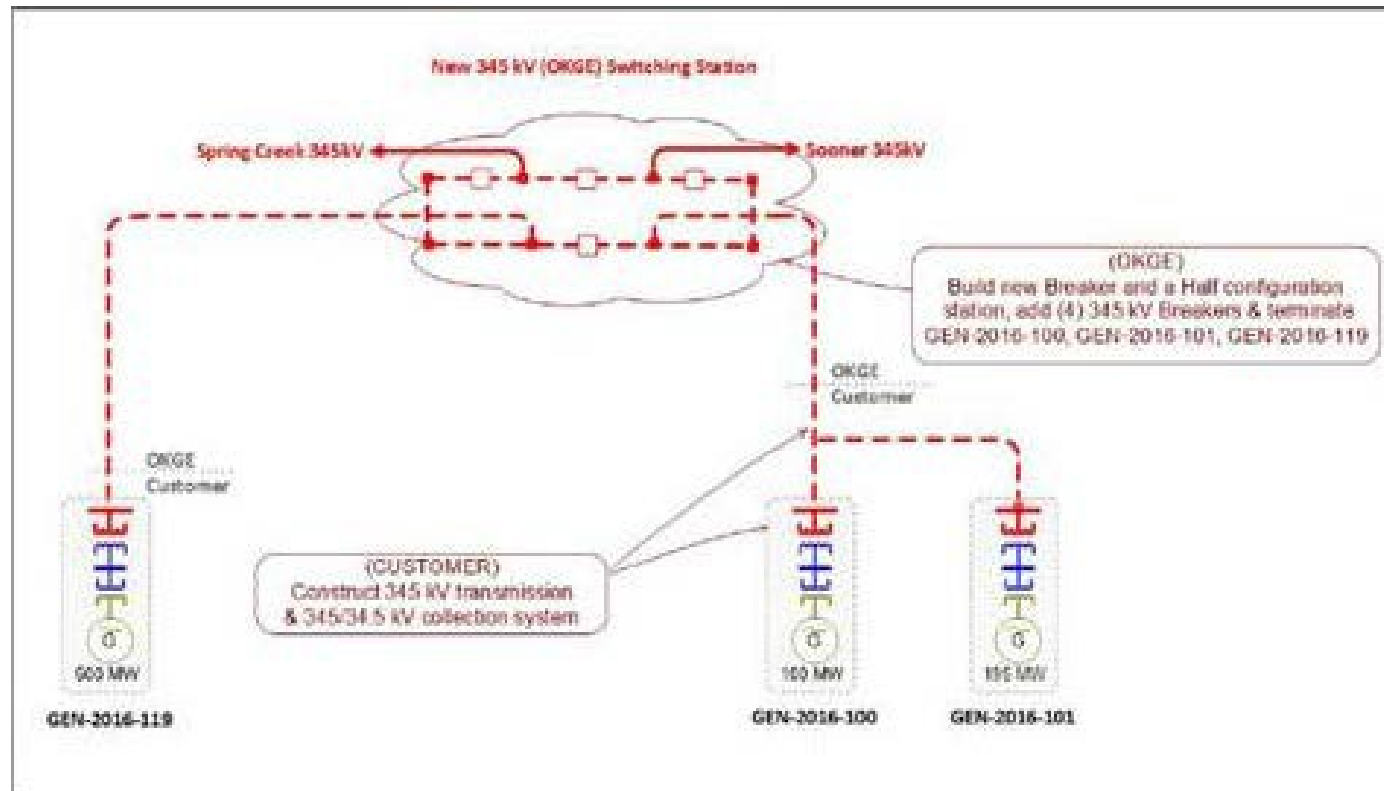 New 345 kV (OKGE) Switching Station
Spring Creek 345kV
Sooner 345kV
(OKGE)
Build new Breaker and a Half configuration
station, add (4) 345 kV Breakers & terminate
GEN-2016-100, GEN-2016-101, GEN-2016-119
OKGE
Customer
OKGE
Customer
(CUSTOMER)
Construct 345 kV transmission
& 345/34.5 kV collection system
G
G
G
MW
100 MW
MW
GEN-2016-119
GEN-2016-100
GEN-2016-101